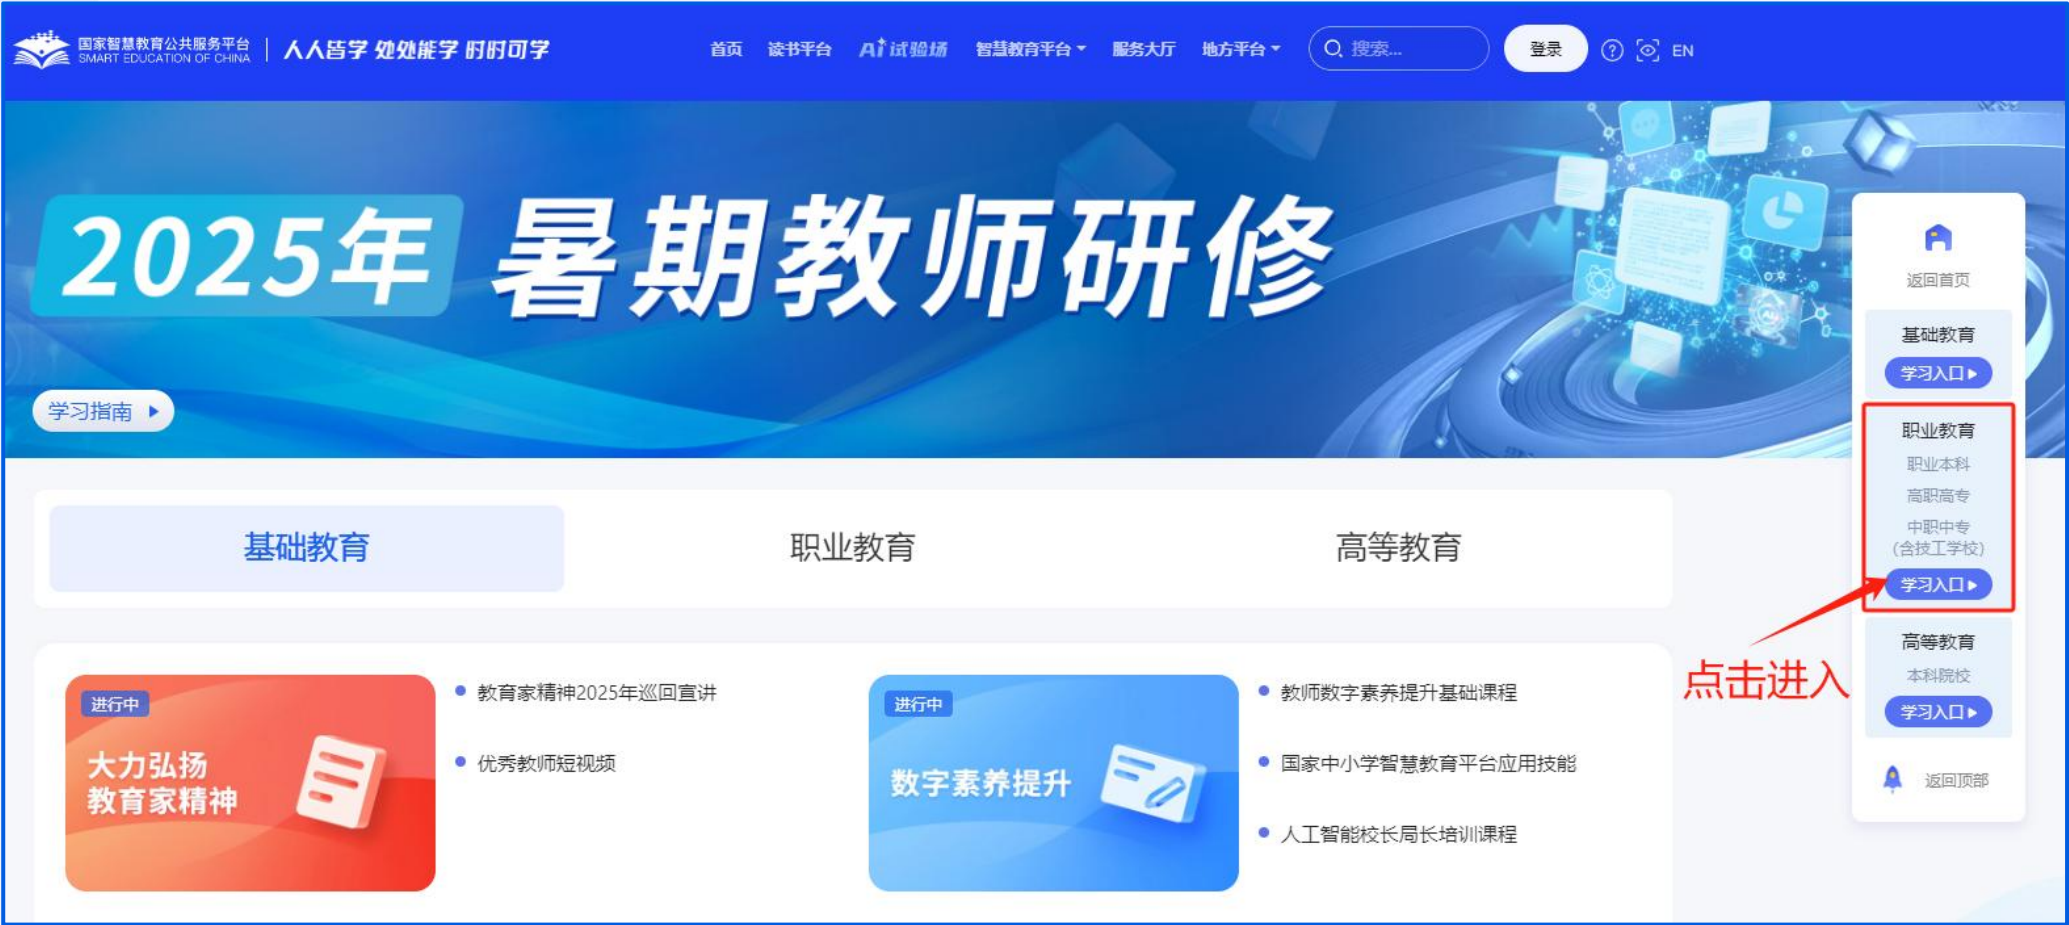 国家智慧教育公共服务平台
SMART EDUCATION OF CHINA
人人皆学 处处能学 时时可学
首页 读书平台 AI试验场 智慧教育平台 服务大厅 地方平台 搜索... 登录 EN
2025年 暑期教师研修
学习指南
返回首页
基础教育
学习入口
职业教育
职业本科
高职高专
中职中专
(含技工学校)
学习入口
高等教育
本科院校
学习入口
返回顶部
点击进入
基础教育 职业教育 高等教育
进行中
大力弘扬
教育家精神
教育家精神2025年巡回宣讲
优秀教师短视频
进行中
数字素养提升
教师数字素养提升基础课程
国家中小学智慧教育平台应用技能
人工智能校长局长培训课程